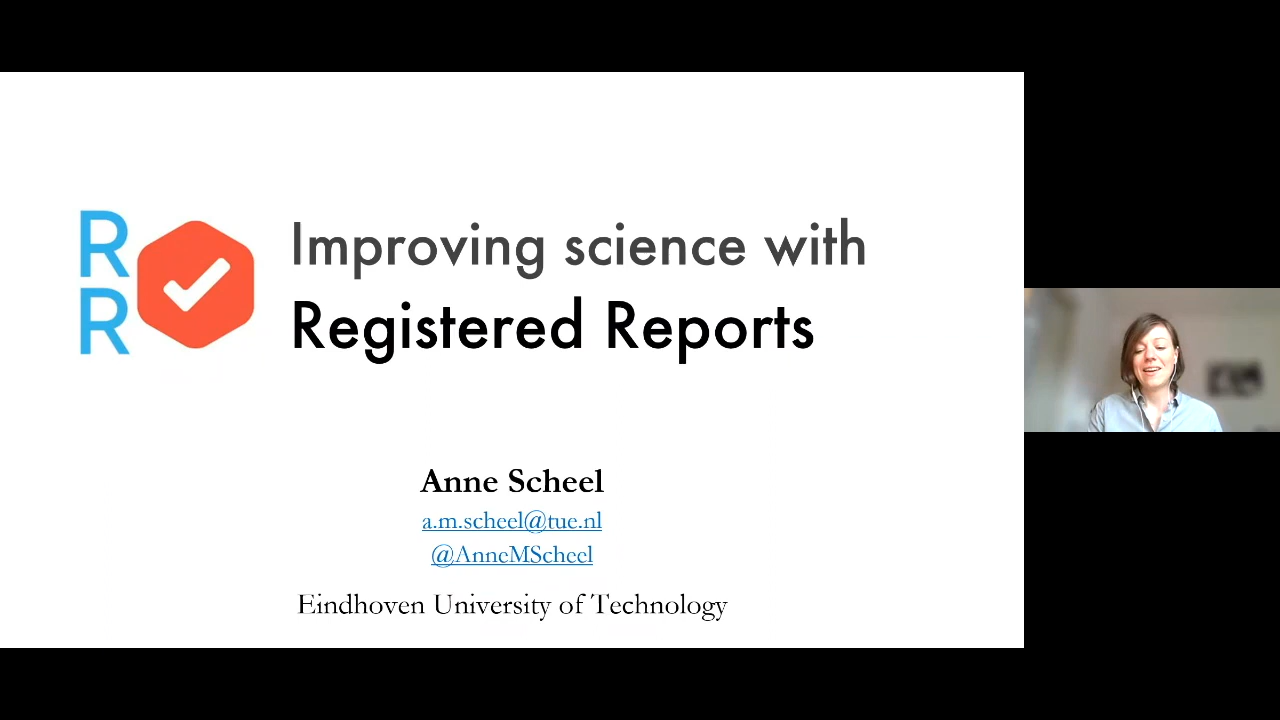 R
R
Improving science with
Registered Reports
Anne Scheel
a.m.scheel@tue.nl
@AnneMScheel
Eindhoven University of Technology